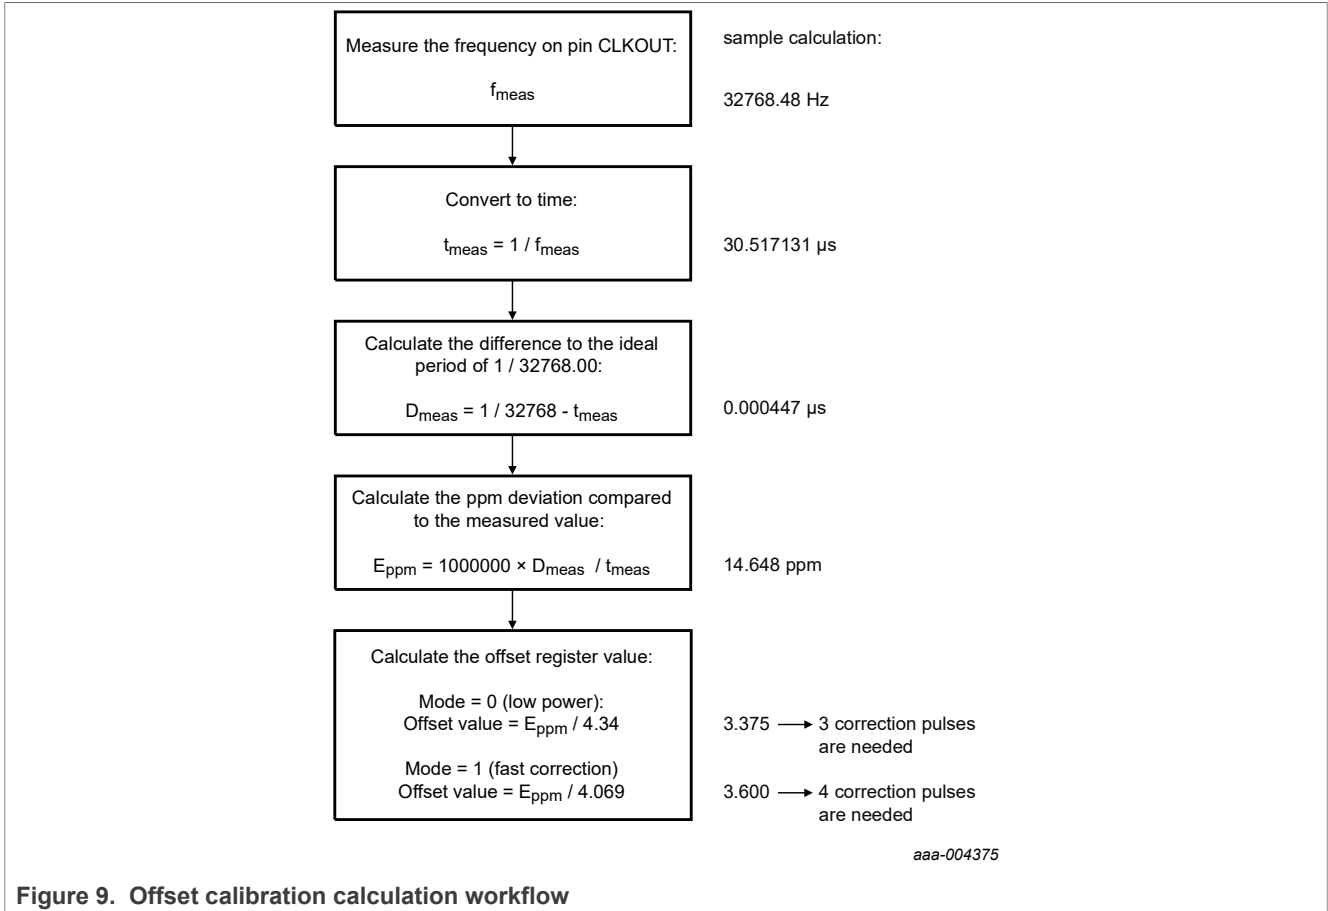 Measure the frequency on pin CLKOUT:
fmeas
sample calculation:
32768.48 Hz
Convert to time:
tmeas = 1 / fmeas
30.517131 µs
Calculate the difference to the ideal
period of 1 / 32768.00:
Dmeas = 1 / 32768 - tmeas
0.000447 µs
Calculate the ppm deviation compared
to the measured value:
Eppm = 1000000 × Dmeas / tmeas
14.648 ppm
Calculate the offset register value:
Mode = 0 (low power):
Offset value = Eppm / 4.34
3.375 → 3 correction pulses
are needed
Mode = 1 (fast correction)
Offset value = Eppm / 4.069
3.600 → 4 correction pulses
are needed
aaa-004375
Figure 9. Offset calibration calculation workflow